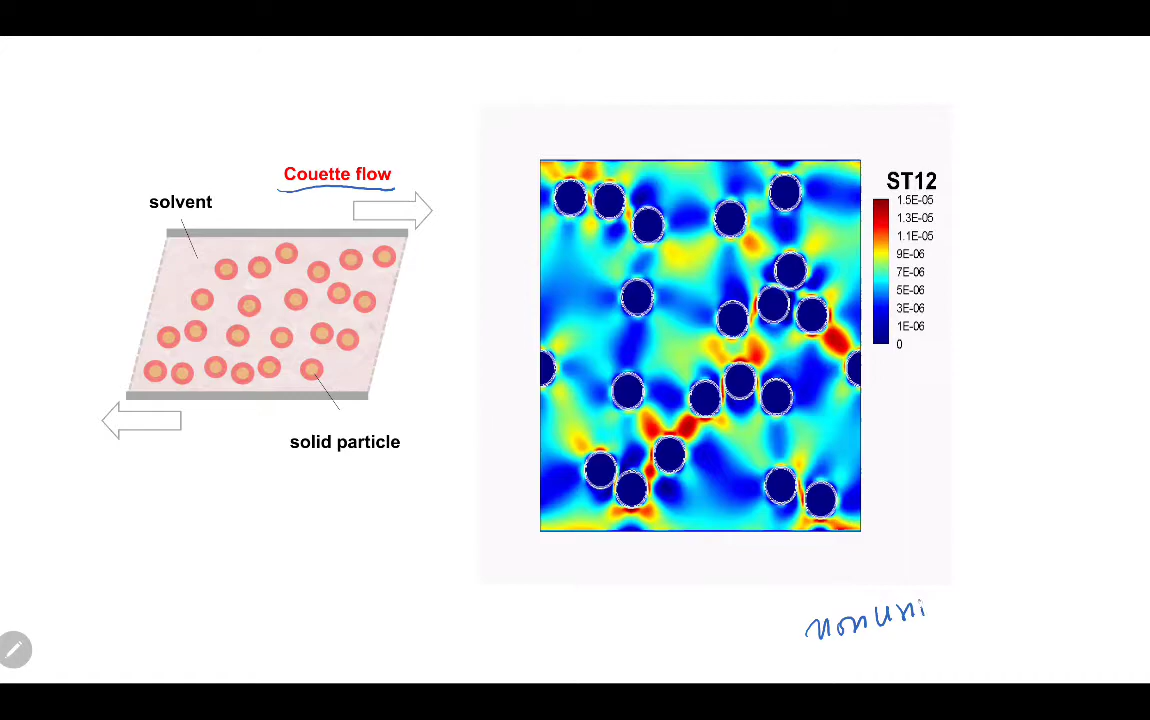 Couette flow
solvent
solid particle
ST12
1.5E-05
1.3E-05
1.1E-05
9E-06
7E-06
5E-06
3E-06
1E-06
0
nonuni